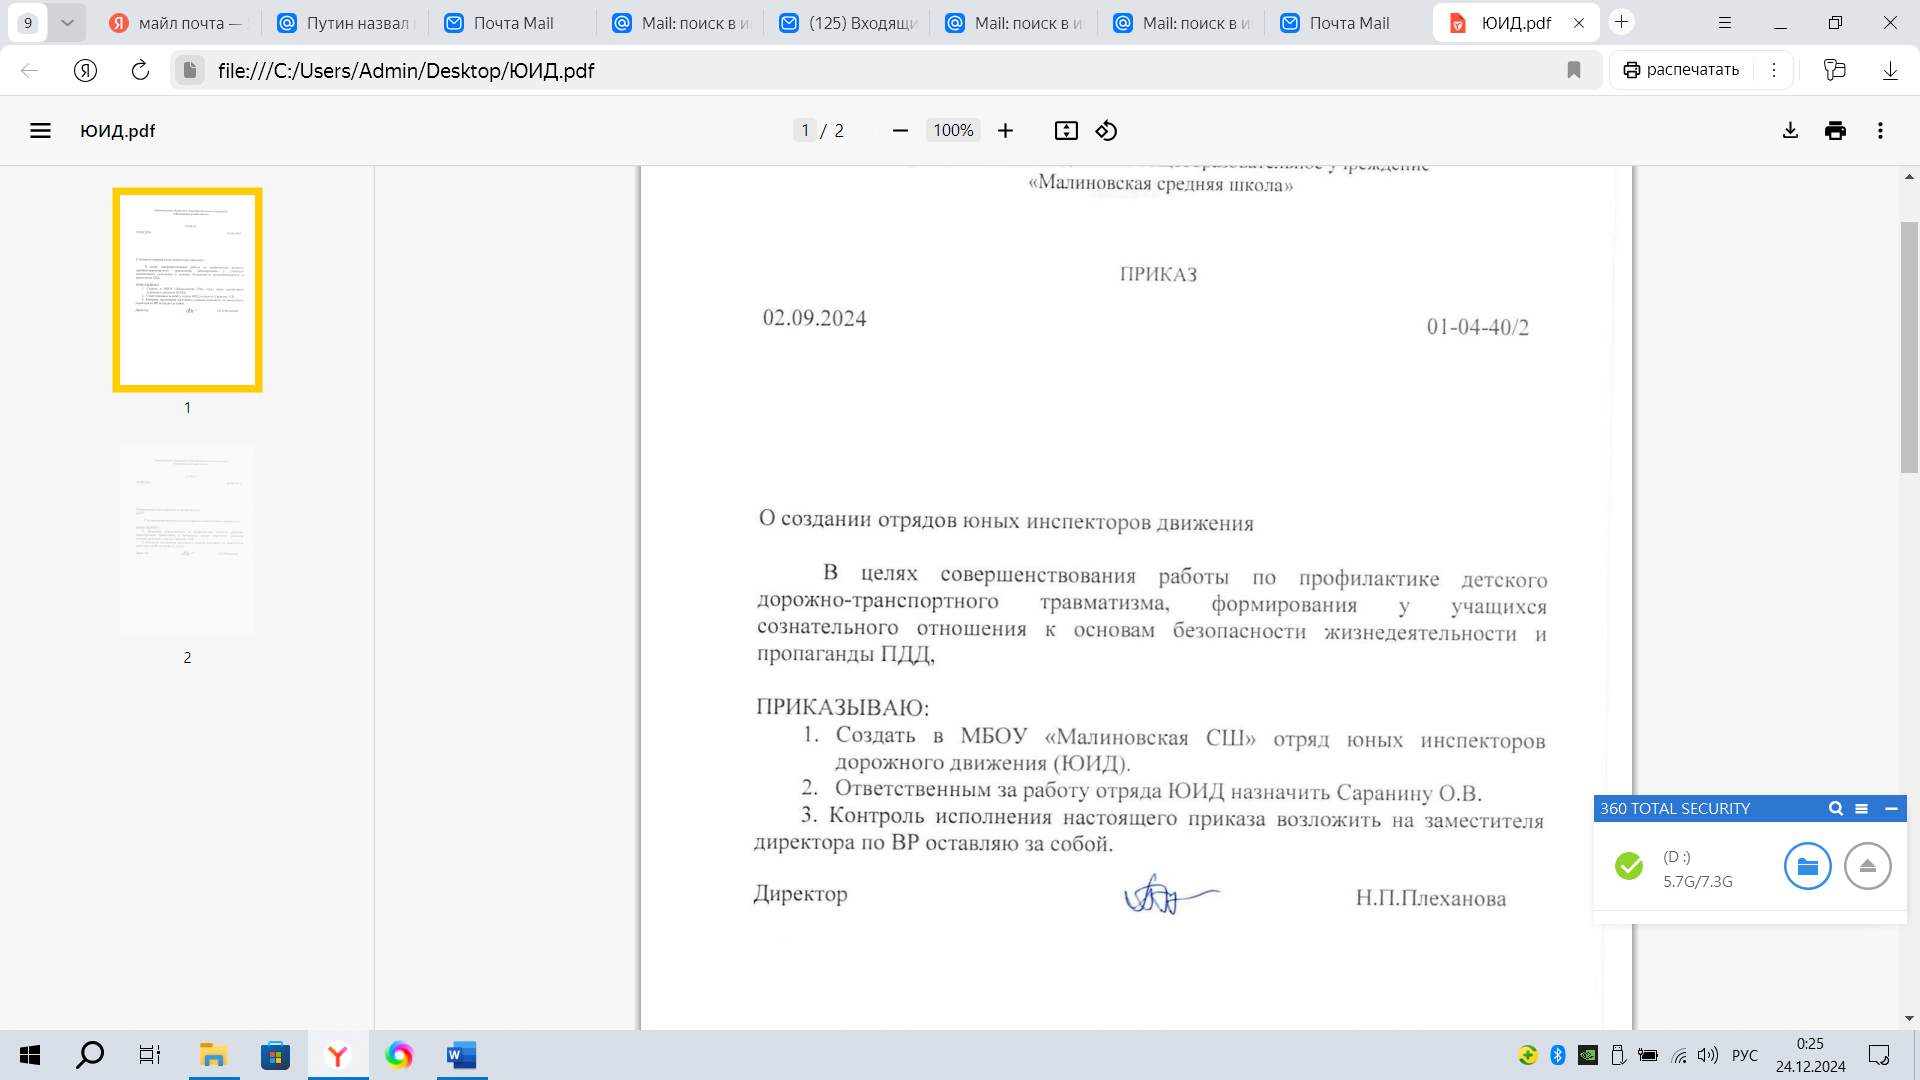 9
майл почта —
Путин назвал
Почта Mail
Mail: поиск в и
(125) Входящи
Mail: поиск в и
Mail: поиск в и
Почта Mail
ЮИД.pdf
file:///C:/Users/Admin/Desktop/ЮИД.pdf
распечатать
ЮИД.pdf
1 / 2
100%
1
2
«Малиновская средняя школа»
ПРИКАЗ
02.09.2024
01-04-40/2
О создании отрядов юных инспекторов движения
В целях совершенствования работы по профилактике детского
дорожно-транспортного травматизма, формирования у учащихся
сознательного отношения к основам безопасности жизнедеятельности и
пропаганды ПДД,
ПРИКАЗЫВАЮ:
1. Создать в МБОУ «Малиновская СШ» отряд юных инспекторов
дорожного движения (ЮИД).
2. Ответственным за работу отряда ЮИД назначить Саранину О.В.
3. Контроль исполнения настоящего приказа возложить на заместителя
директора по ВР оставляю за собой.
Директор
Н.П.Плеханова
360 TOTAL SECURITY
(D :)
5.7G/7.3G
РУС
0:25
24.12.2024